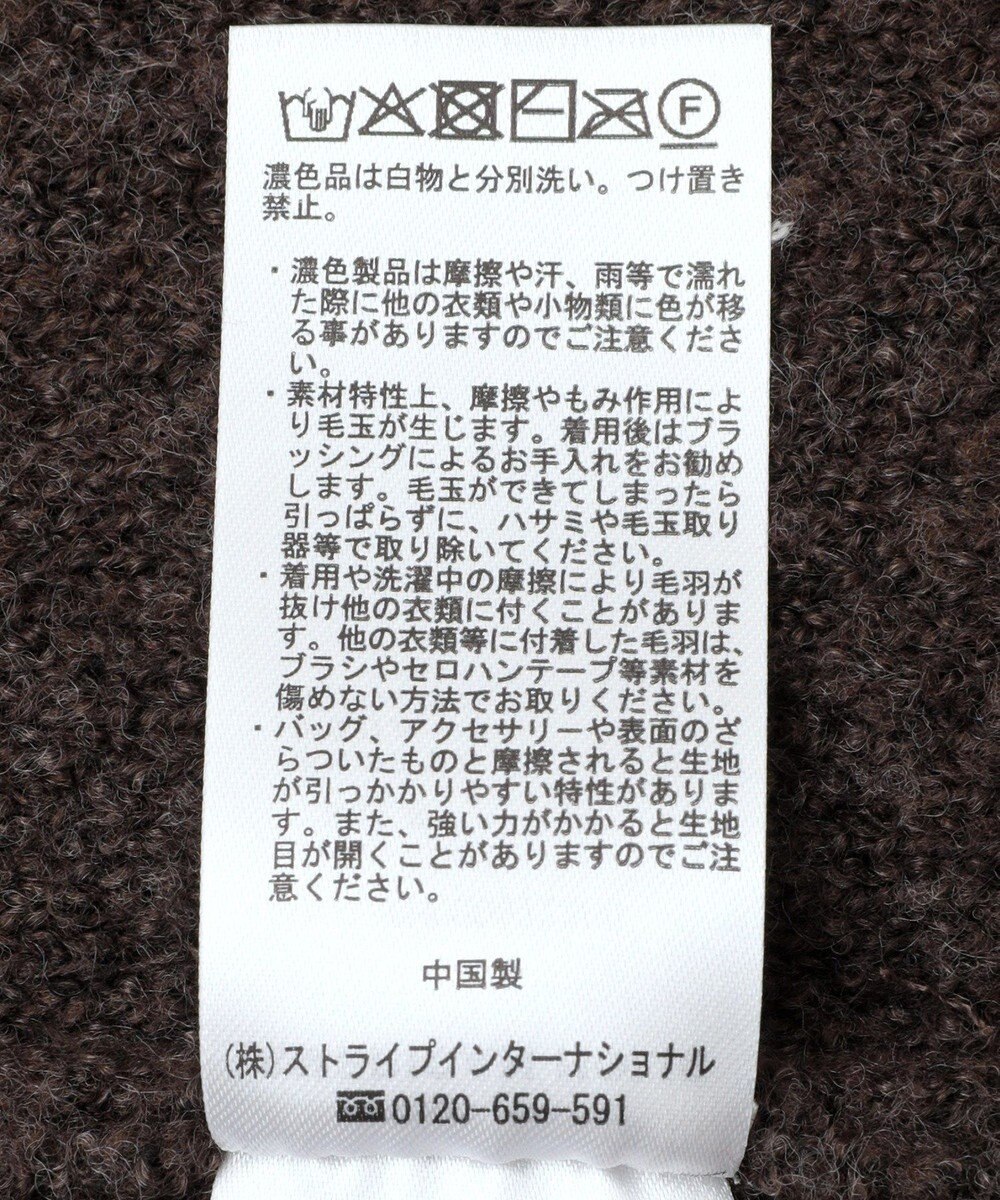 F
濃色品は白物と分別洗い。つけ置き
禁止。
・濃色製品は摩擦や汗、雨等で濡れ
た際に他の衣類や小物類に色が移
る事がありますのでご注意くださ
い。
・素材特性上、摩擦やもみ作用によ
り毛玉が生じます。着用後はブラ
ッシングによるお手入れをお勧め
します。毛玉ができてしまったら
引っぱらずに、ハサミや毛玉取り
器等で取り除いてください。
・着用や洗濯中の摩擦により毛羽が
抜け他の衣類に付くことがありま
す。他の衣類等に付着した毛羽は、
ブラシやセロハンテープ等素材を
傷めない方法でお取りください。
・バッグ、アクセサリーや表面のざ
らついたものと摩擦されると生地
が引っかかりやすい特性がありま
す。また、強い力がかかると生地
目が開くことがありますのでご注
意ください。
中国製
(株)ストライプインターナショナル
0120-659-591